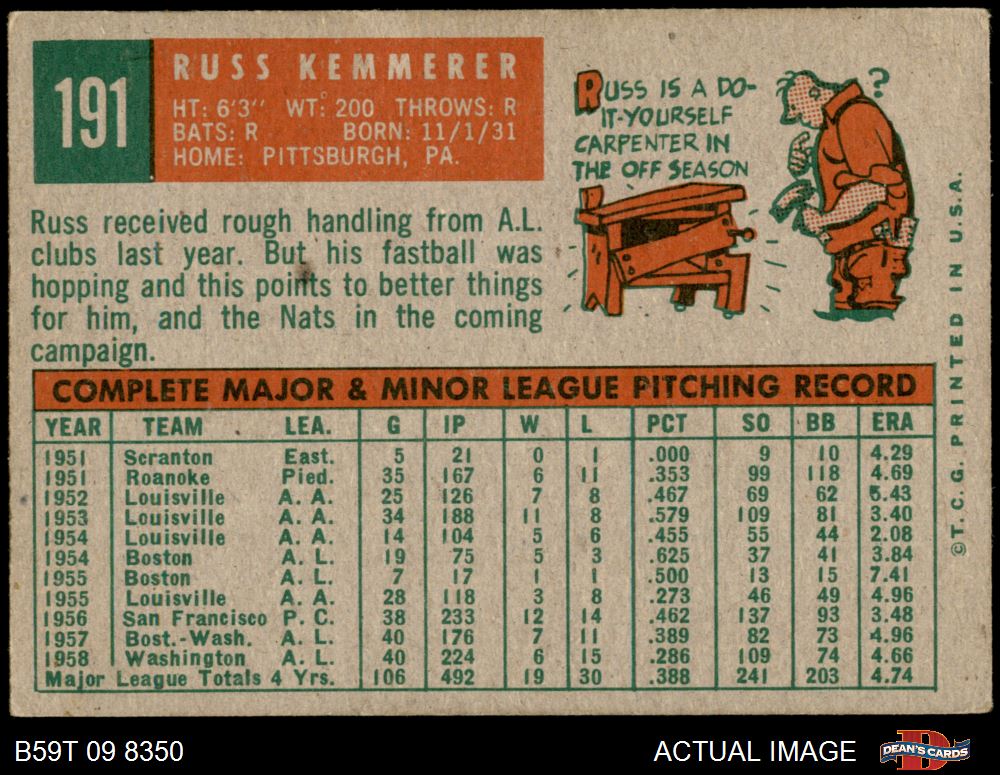 191
RUSS KEMMERER
HT: 6'3" WT: 200 THROWS: R
BATS: R BORN: 11/1/31
HOME: PITTSBURGH, PA.
RUSS IS A DO-
IT-YOURSELF
CARPENTER IN
THE OFF SEASON
?
Russ received rough handling from A.L.
clubs last year. But his fastball was
hopping and this points to better things
for him, and the Nats in the coming
campaign.
COMPLETE MAJOR & MINOR LEAGUE PITCHING RECORD
YEAR TEAM LEA. G IP W L PCT SO BB ERA
1951 Scranton East. 5 21 0 1 .000 9 10 4.29
1951 Roanoke Pied. 35 167 6 11 .353 99 118 4.69
1952 Louisville A. A. 25 126 7 8 .467 69 62 5.43
1953 Louisville A. A. 34 188 11 8 .579 109 81 3.40
1954 Louisville A. A. 14 104 5 6 .455 55 44 2.08
1954 Boston A. L. 19 75 5 3 .625 37 41 3.84
1955 Boston A. L. 7 17 1 1 .500 13 15 7.41
1955 Louisville A. A. 28 118 3 8 .273 46 49 4.96
1956 San Francisco P. C. 38 233 12 14 .462 137 93 3.48
1957 Bost.-Wash. A. L. 40 176 7 11 .389 82 73 4.96
1958 Washington A. L. 40 224 6 15 .286 109 74 4.66
Major League Totals 4 Yrs. 106 492 19 30 .388 241 203 4.74
© T. C. G. PRINTED IN U.S.A.
B59T 09 8350
ACTUAL IMAGE
DEAN'S CARDS